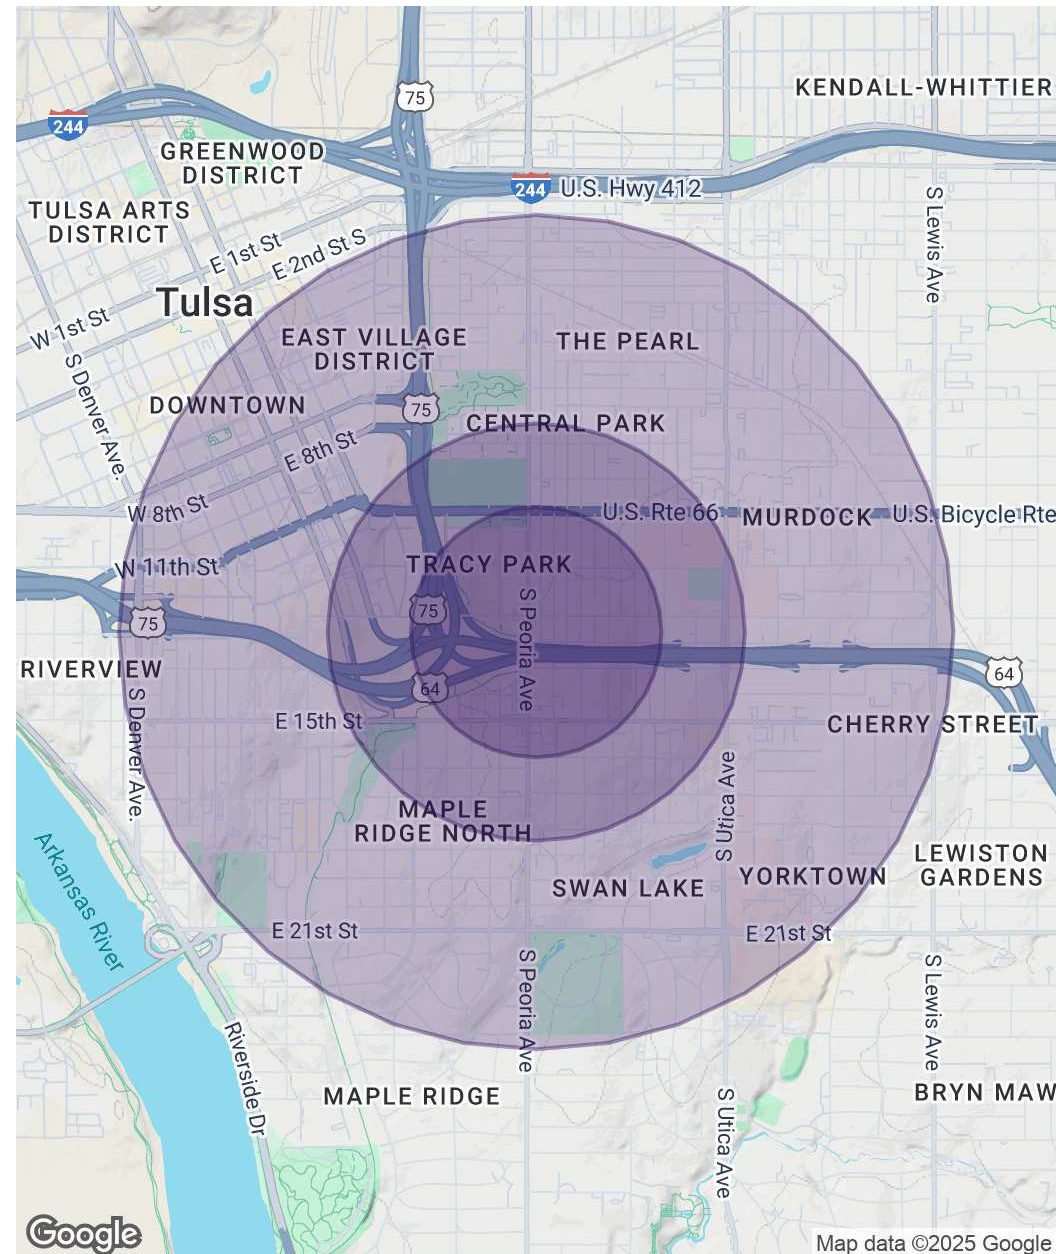 75
KENDALL-WHITTIER
244
GREENWOOD
DISTRICT
244
U.S. Hwy 412
TULSA ARTS
DISTRICT
S Lewis Ave
E 1st St
E 2nd St S
Tulsa
W 1st St
EAST VILLAGE
DISTRICT
THE PEARL
S Denver Ave.
DOWNTOWN
75
CENTRAL PARK
E 8th St
W 8th St
U.S. Rte 66
MURDOCK
U.S. Bicycle Rte
W 11th St
TRACY PARK
75
75
S Peoria Ave
RIVERVIEW
64
64
S Denver Ave.
E 15th St
CHERRY STREET
S Utica Ave
MAPLE
RIDGE NORTH
Arkansas River
SWAN LAKE
YORKTOWN
LEWISTON
GARDENS
E 21st St
E 21st St
S Peoria Ave
S Lewis Ave
Riverside Dr
MAPLE RIDGE
S Utica Ave
BRYN MAW
Google
Map data ©2025 Google